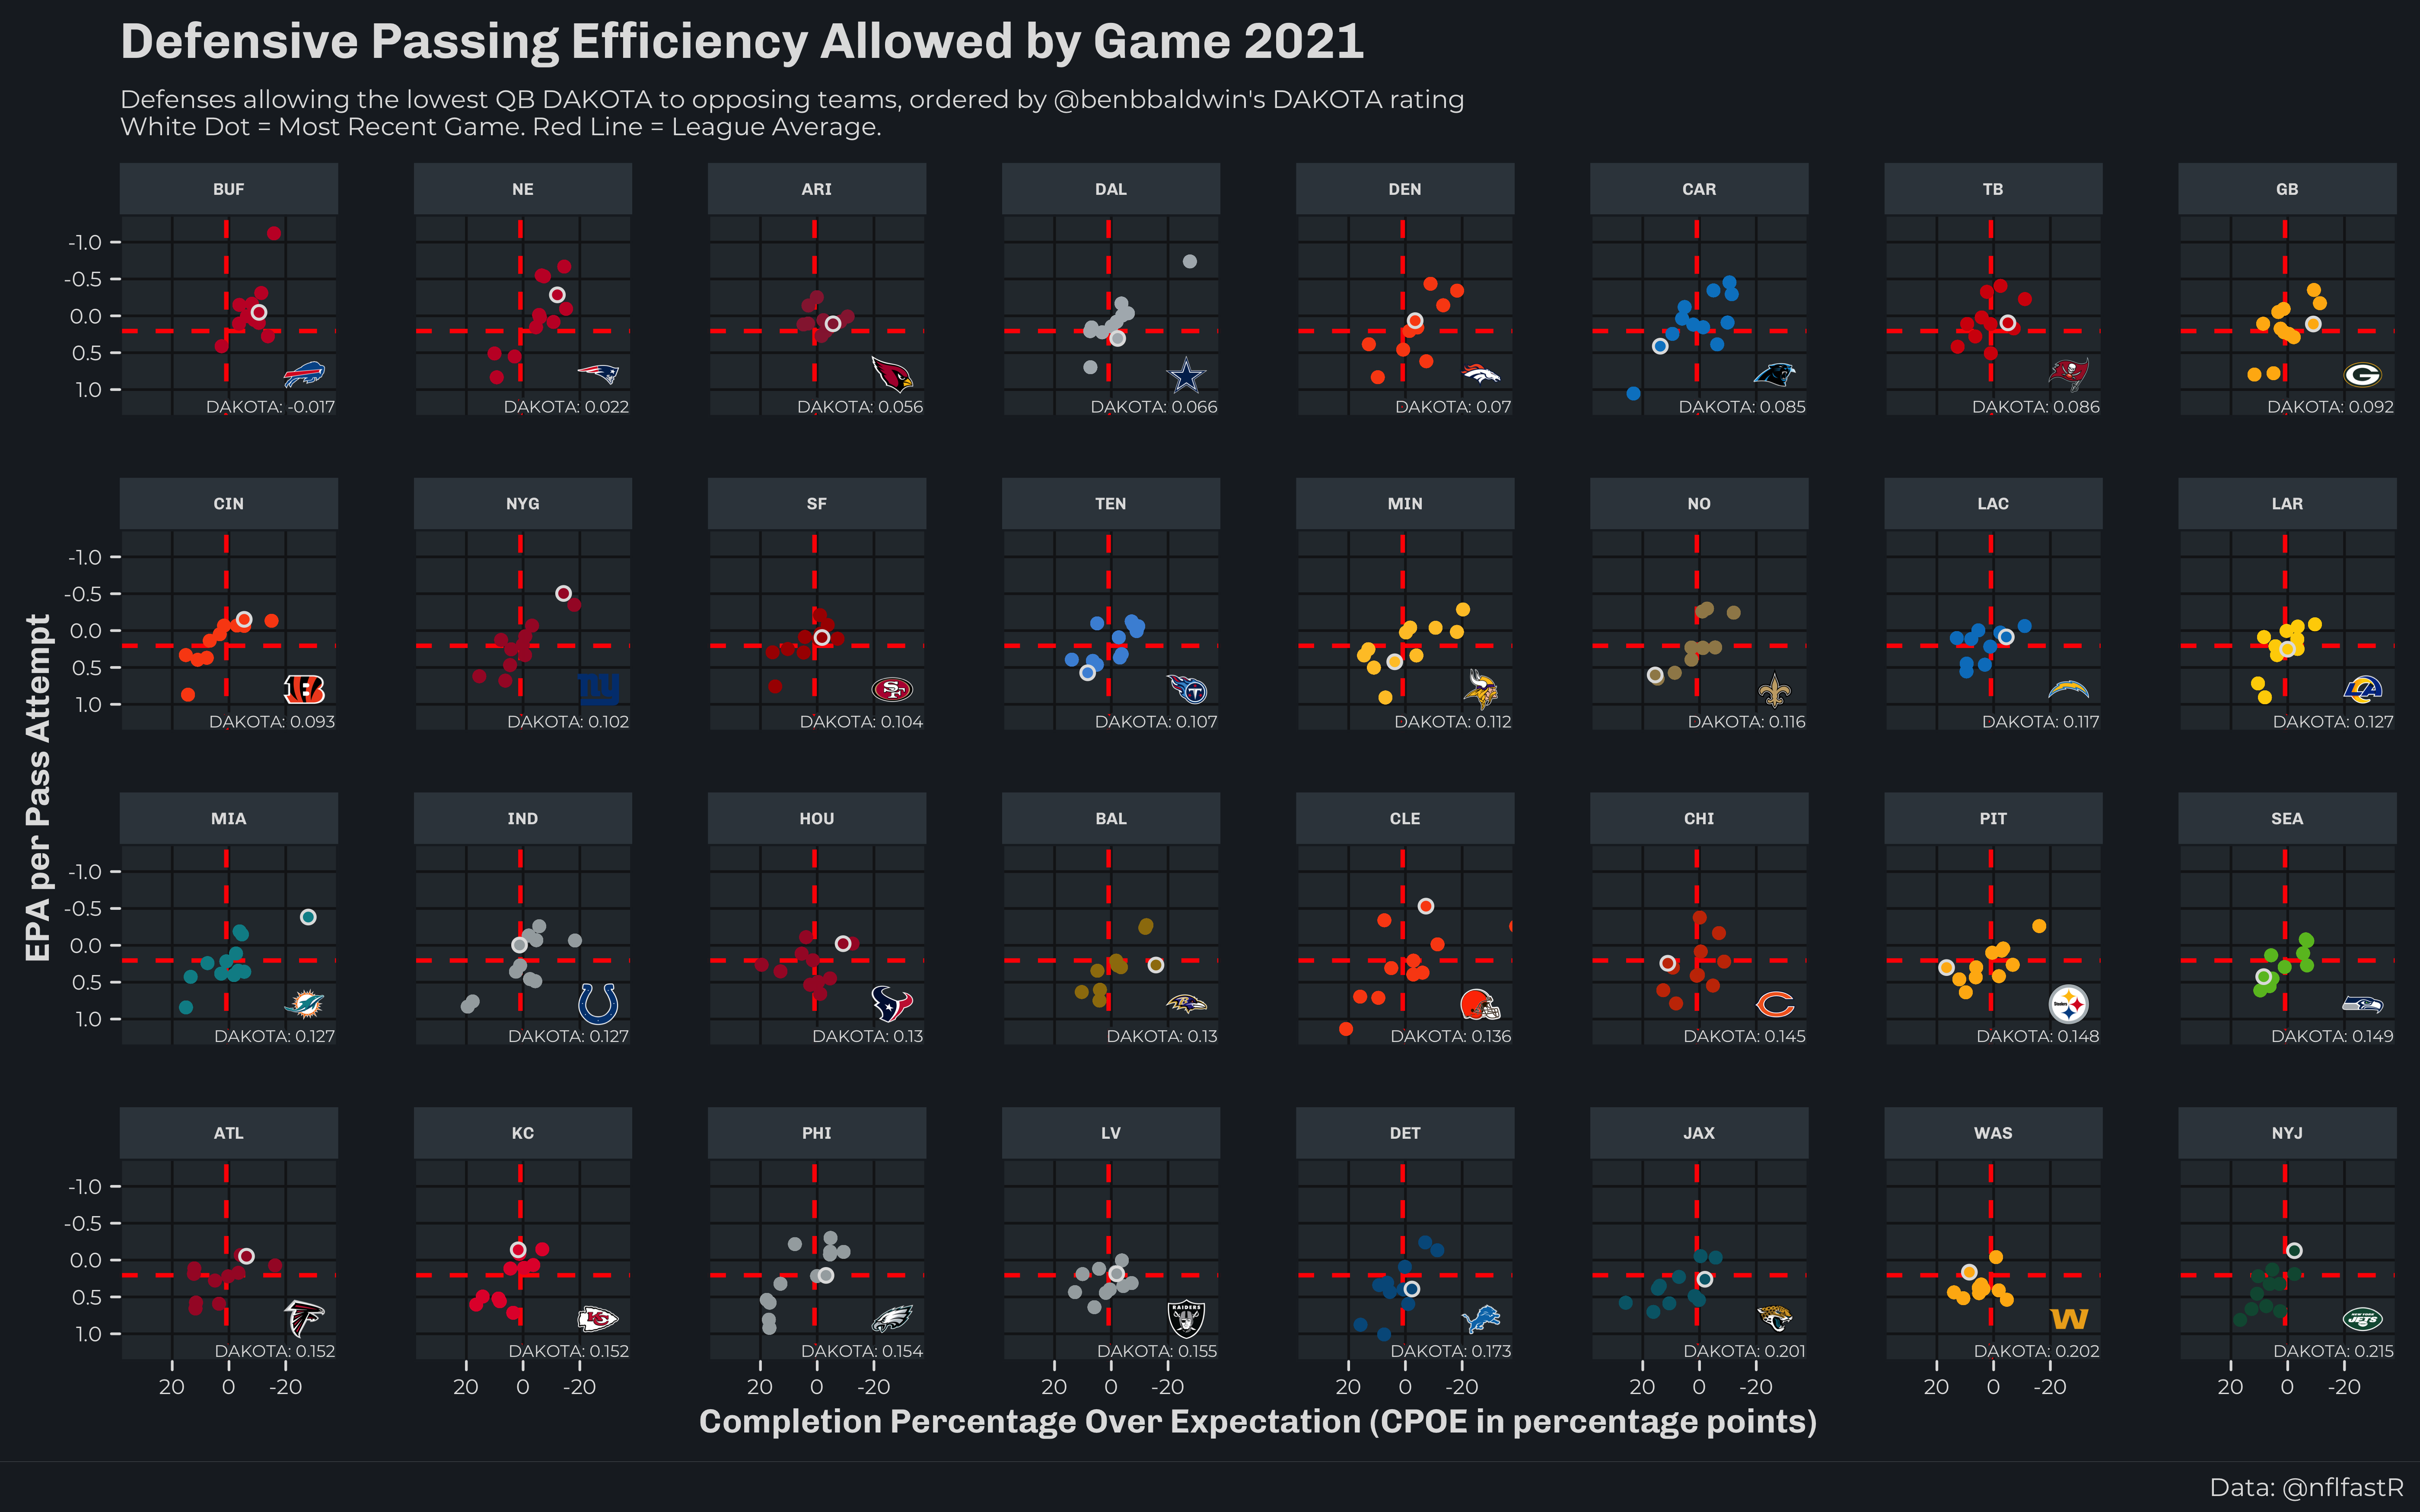 Defensive Passing Efficiency Allowed by Game 2021
Defenses allowing the lowest QB DAKOTA to opposing teams, ordered by @benbbaldwin's DAKOTA rating
White Dot = Most Recent Game. Red Line = League Average.
BUF NE ARI DAL DEN CAR TB GB
-1.0
-0.5
0.0
0.5
1.0
G
DAKOTA: -0.017 DAKOTA: 0.022 DAKOTA: 0.056 DAKOTA: 0.066 DAKOTA: 0.07 DAKOTA: 0.085 DAKOTA: 0.086 DAKOTA: 0.092
CIN NYG SF TEN MIN NO LAC LAR
-1.0
-0.5
0.0
0.5
1.0
B ny SF T LA
DAKOTA: 0.093 DAKOTA: 0.102 DAKOTA: 0.104 DAKOTA: 0.107 DAKOTA: 0.112 DAKOTA: 0.116 DAKOTA: 0.117 DAKOTA: 0.127
MIA IND HOU BAL CLE CHI PIT SEA
-1.0
-0.5
0.0
0.5
1.0
C Steelers
DAKOTA: 0.127 DAKOTA: 0.127 DAKOTA: 0.13 DAKOTA: 0.13 DAKOTA: 0.136 DAKOTA: 0.145 DAKOTA: 0.148 DAKOTA: 0.149
ATL KC PHI LV DET JAX WAS NYJ
-1.0
-0.5
0.0
0.5
1.0
KC RAIDERS W NEW YORK JETS
DAKOTA: 0.152 DAKOTA: 0.152 DAKOTA: 0.154 DAKOTA: 0.155 DAKOTA: 0.173 DAKOTA: 0.201 DAKOTA: 0.202 DAKOTA: 0.215
20 0 -20 20 0 -20 20 0 -20 20 0 -20 20 0 -20 20 0 -20 20 0 -20 20 0 -20
EPA per Pass Attempt
Completion Percentage Over Expectation (CPOE in percentage points)
Data: @nflfastR